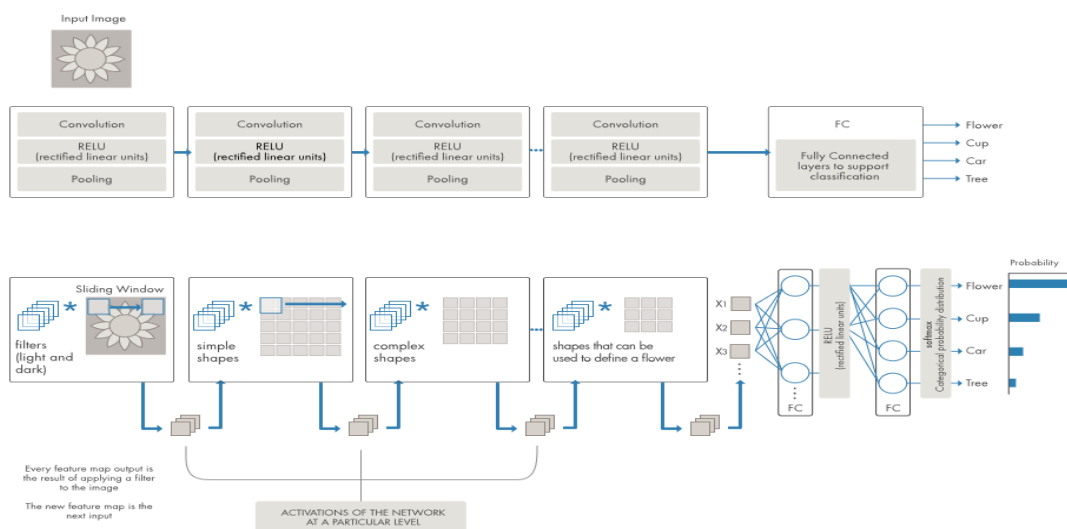 Input Image
Convolution
RELU
(rectified linear units)
Pooling
Convolution
RELU
(rectified linear units)
Pooling
Convolution
RELU
(rectified linear units)
Pooling
Convolution
RELU
(rectified linear units)
Pooling
FC
Fully Connected
layers to support
classification
Flower
Cup
Car
Tree
Sliding Window
*
filters
(light and
dark)
*
simple
shapes
*
complex
shapes
*
shapes that can be
used to define a flower
X1
X2
X3
FC
RELU
(rectified linear units)
FC
softmax
Categorical probability distribution
Probability
Flower
Cup
Car
Tree
Every feature map output is
the result of applying a filter
to the image
The new feature map is the
next input
ACTIVATIONS OF THE NETWORK
AT A PARTICULAR LEVEL